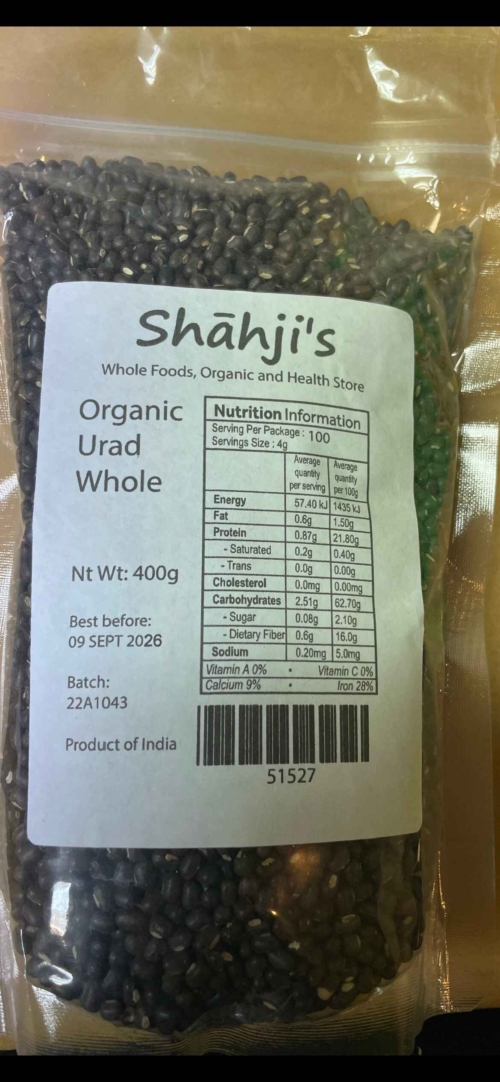 Shāhji's
Whole Foods, Organic and Health Store
Organic
Urad
Whole
Nt Wt: 400g
Best before:
09 SEPT 2026
Batch:
22A1043
Product of India
Nutrition Information
Serving Per Package : 100
Servings Size : 4g
Average quantity per serving Average quantity per 100g
Energy 57.40 kJ 1435 kJ
Fat 0.6g 1.50g
Protein 0.87g 21.80g
- Saturated 0.2g 0.40g
- Trans 0.0g 0.00g
Cholesterol 0.0mg 0.00mg
Carbohydrates 2.51g 62.70g
- Sugar 0.08g 2.10g
- Dietary Fiber 0.6g 16.0g
Sodium 0.20mg 5.0mg
Vitamin A 0% • Vitamin C 0%
Calcium 9% • Iron 28%
51527